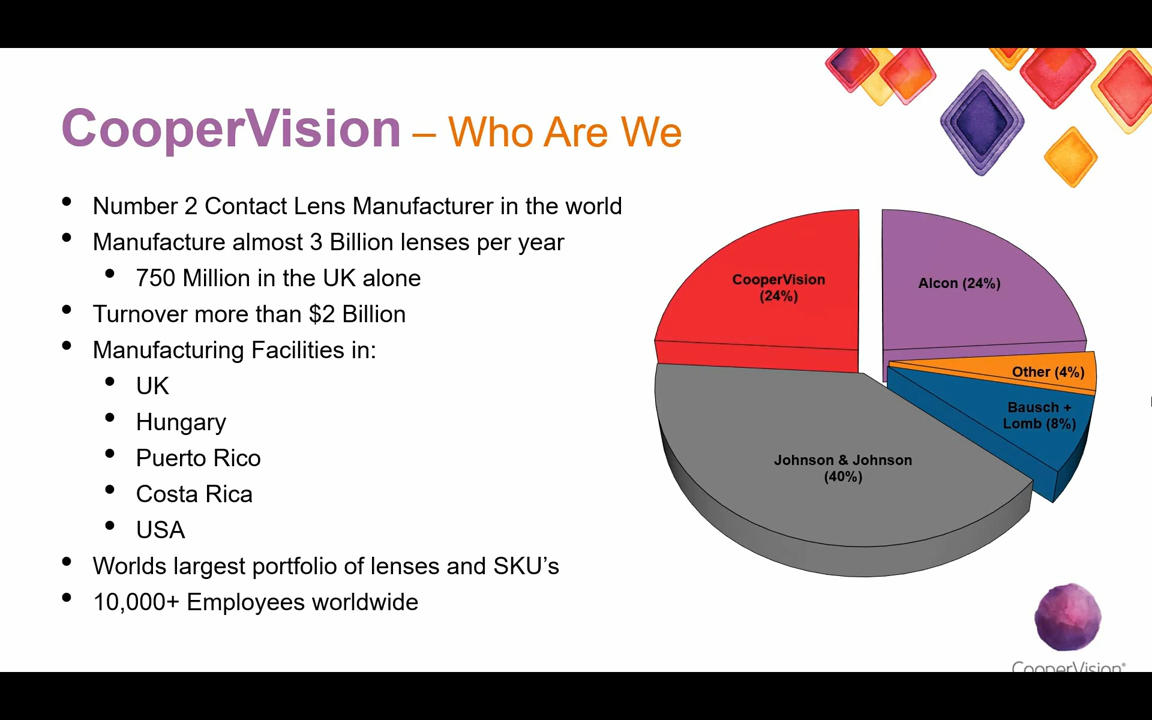 CooperVision – Who Are We
• Number 2 Contact Lens Manufacturer in the world
• Manufacture almost 3 Billion lenses per year
• 750 Million in the UK alone
• Turnover more than $2 Billion
• Manufacturing Facilities in:
• UK
• Hungary
• Puerto Rico
• Costa Rica
• USA
• Worlds largest portfolio of lenses and SKU’s
• 10,000+ Employees worldwide
CooperVision
(24%)
Alcon (24%)
Other (4%)
Bausch +
Lomb (8%)
Johnson & Johnson
(40%)
CooperVision®